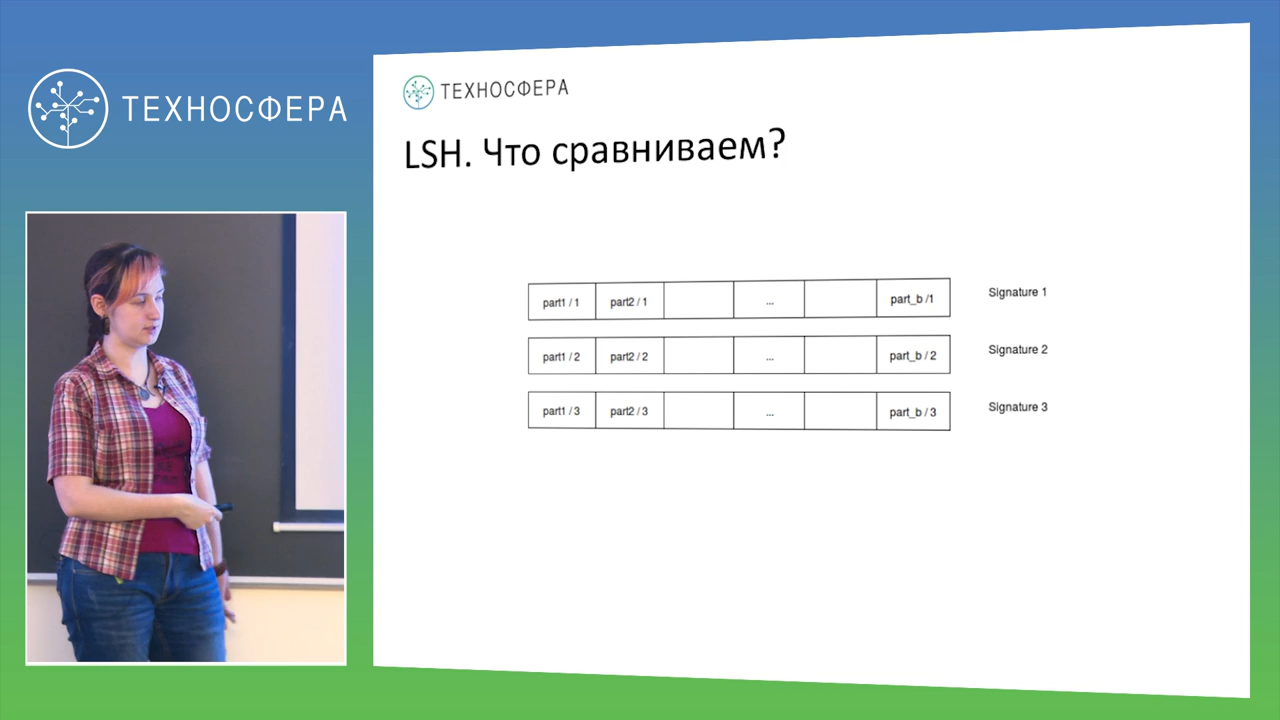 ТЕХНОСФЕРА
ТЕХНОСФЕРА
LSH. Что сравниваем?
part1 / 1 part2 / 1 ... part_b /1 Signature 1
part1 / 2 part2 / 2 ... part_b / 2 Signature 2
part1 / 3 part2 / 3 ... part_b / 3 Signature 3